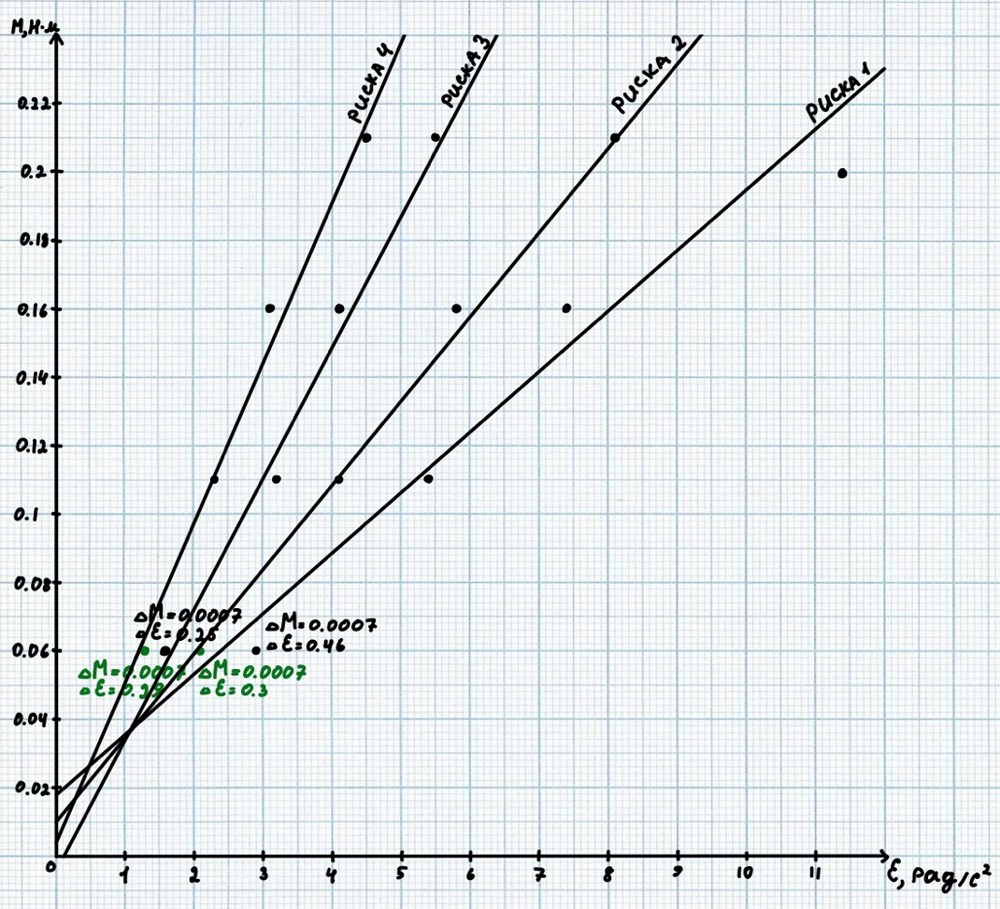 М, Н·м
РИСКА 4
РИСКА 3
РИСКА 2
РИСКА 1
0.22
0.2
0.18
0.16
0.14
0.12
0.1
0.08
0.06
0.04
0.02
0
ΔM=0.0007
Δε=0.25
ΔM=0.0007
Δε=0.46
ΔM=0.0007
Δε=0.29
ΔM=0.0007
Δε=0.3
1 2 3 4 5 6 7 8 9 10 11
ε, рад/с²